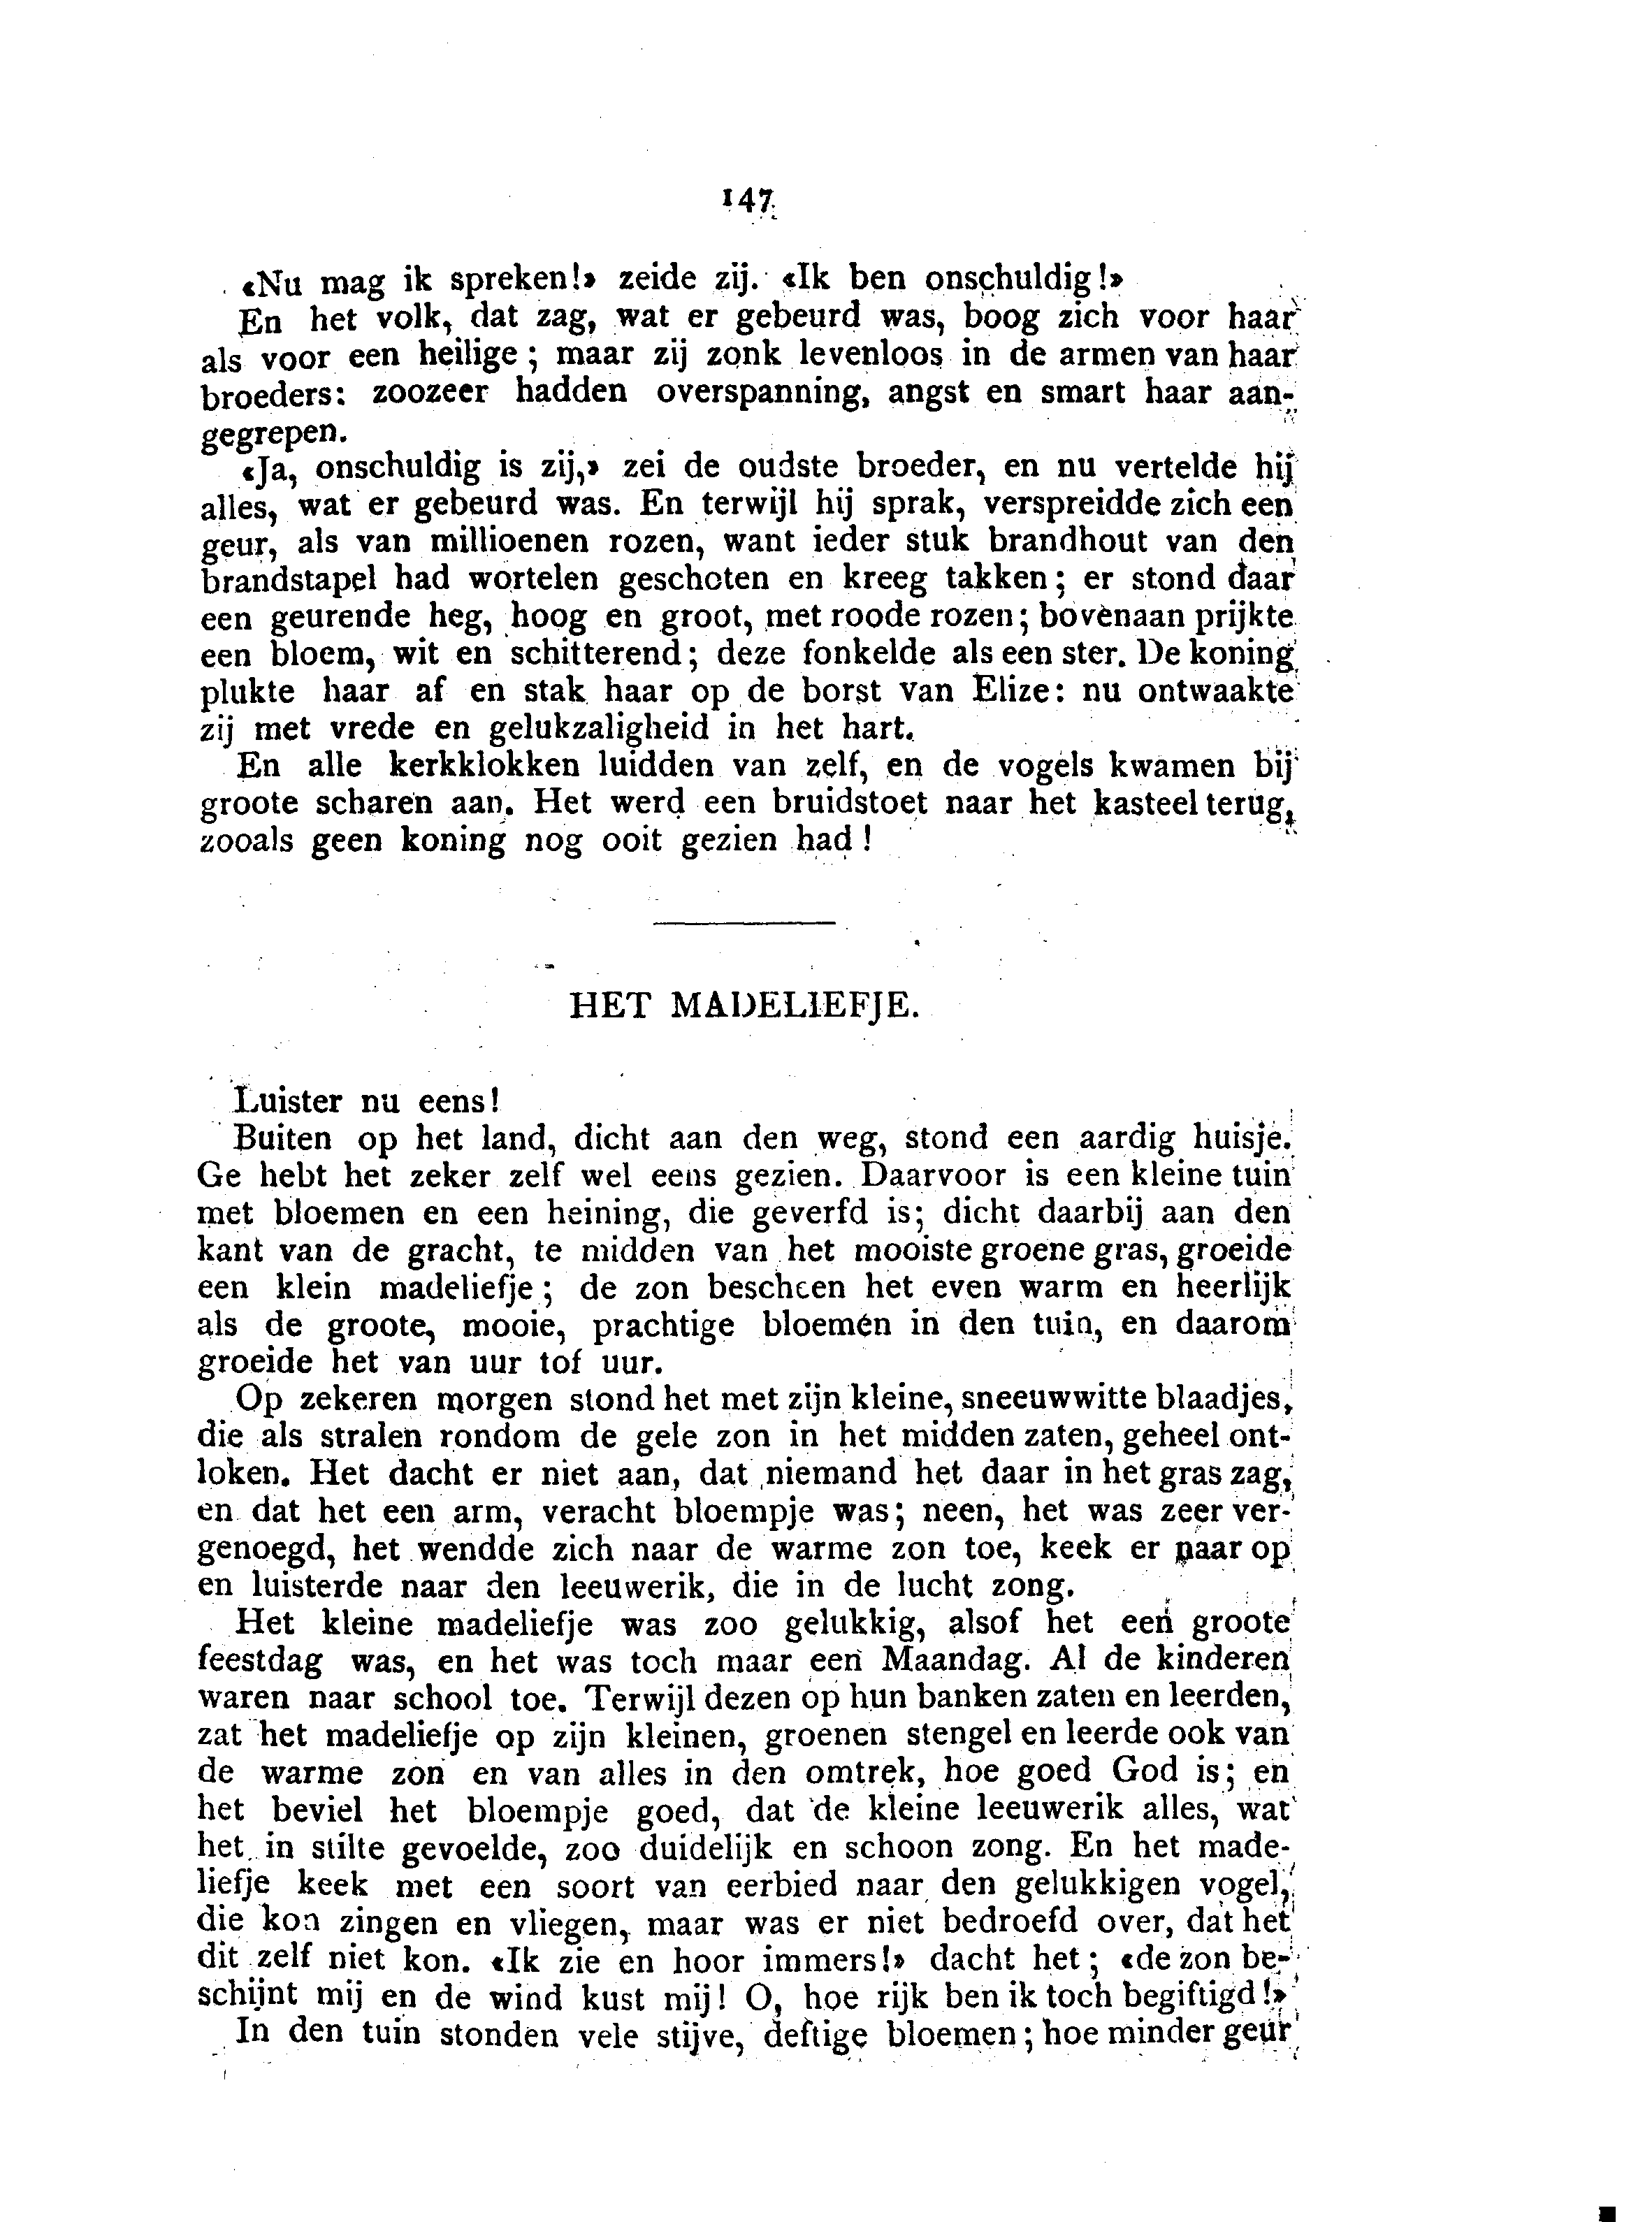 147
«Nu mag ik spreken!» zeide zij. «Ik ben onschuldig!»
En het volk, dat zag, wat er gebeurd was, boog zich voor haar
als voor een heilige; maar zij zonk levenloos in de armen van haar
broeders: zoozeer hadden overspanning, angst en smart haar aan-
gegrepen.
«Ja, onschuldig is zij,» zei de oudste broeder, en nu vertelde hij
alles, wat er gebeurd was. En terwijl hij sprak, verspreidde zich een
geur, als van millioenen rozen, want ieder stuk brandhout van den
brandstapel had wortelen geschoten en kreeg takken; er stond daar
een geurende heg, hoog en groot, met roode rozen; bovenaan prijkte
een bloem, wit en schitterend; deze fonkelde als een ster. De koning
plukte haar af en stak haar op de borst van Elize: nu ontwaakte
zij met vrede en gelukzaligheid in het hart.
En alle kerkklokken luidden van zelf, en de vogels kwamen bij
groote scharen aan. Het werd een bruidstoet naar het kasteel terug,
zooals geen koning nog ooit gezien had!
HET MADELIEFJE.
Luister nu eens!
Buiten op het land, dicht aan den weg, stond een aardig huisje.
Ge hebt het zeker zelf wel eens gezien. Daarvoor is een kleine tuin
met bloemen en een heining, die geverfd is; dicht daarbij aan den
kant van de gracht, te midden van het mooiste groene gras, groeide
een klein madeliefje; de zon bescheen het even warm en heerlijk
als de groote, mooie, prachtige bloemen in den tuin, en daarom
groeide het van uur tof uur.
Op zekeren morgen stond het met zijn kleine, sneeuwwitte blaadjes,
die als stralen rondom de gele zon in het midden zaten, geheel ont-
loken. Het dacht er niet aan, dat niemand het daar in het gras zag,
en dat het een arm, veracht bloempje was; neen, het was zeer ver-
genoegd, het wendde zich naar de warme zon toe, keek er naar op
en luisterde naar den leeuwerik, die in de lucht zong.
Het kleine madeliefje was zoo gelukkig, alsof het een groote
feestdag was, en het was toch maar een Maandag. Al de kinderen
waren naar school toe. Terwijl dezen op hun banken zaten en leerden,
zat het madeliefje op zijn kleinen, groenen stengel en leerde ook van
de warme zon en van alles in den omtrek, hoe goed God is; en
het beviel het bloempje goed, dat de kleine leeuwerik alles, wat
het in stilte gevoelde, zoo duidelijk en schoon zong. En het made-
liefje keek met een soort van eerbied naar den gelukkigen vogel,
die kon zingen en vliegen, maar was er niet bedroefd over, dat het
dit zelf niet kon. «Ik zie en hoor immers!» dacht het; «de zon be-
schijnt mij en de wind kust mij! O, hoe rijk ben ik toch begiftigd!»
In den tuin stonden vele stijve, deftige bloemen; hoe minder geur